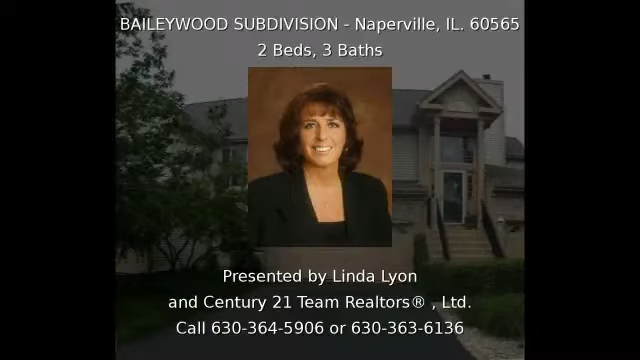 BAILEYWOOD SUBDIVISION - Naperville, IL. 60565
2 Beds, 3 Baths
Presented by Linda Lyon
and Century 21 Team Realtors® , Ltd.
Call 630-364-5906 or 630-363-6136